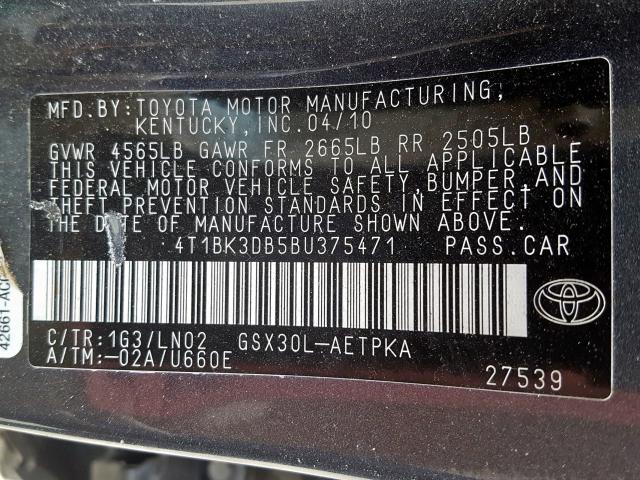 MFD.BY: TOYOTA MOTOR MANUFACTURING,
KENTUCKY, INC. 04/10
GVWR 4565LB GAWR FR 2665LB RR 2505LB
THIS VEHICLE CONFORMS TO ALL APPLICABLE
FEDERAL MOTOR VEHICLE SAFETY, BUMPER, AND
THEFT PREVENTION STANDARDS IN EFFECT ON
THE DATE OF MANUFACTURE SHOWN ABOVE.
4T1BK3DB5BU375471 PASS.CAR
C/TR:1G3/LN02 GSX30L-AETPKA
A/TM:-02A/U660E
27539